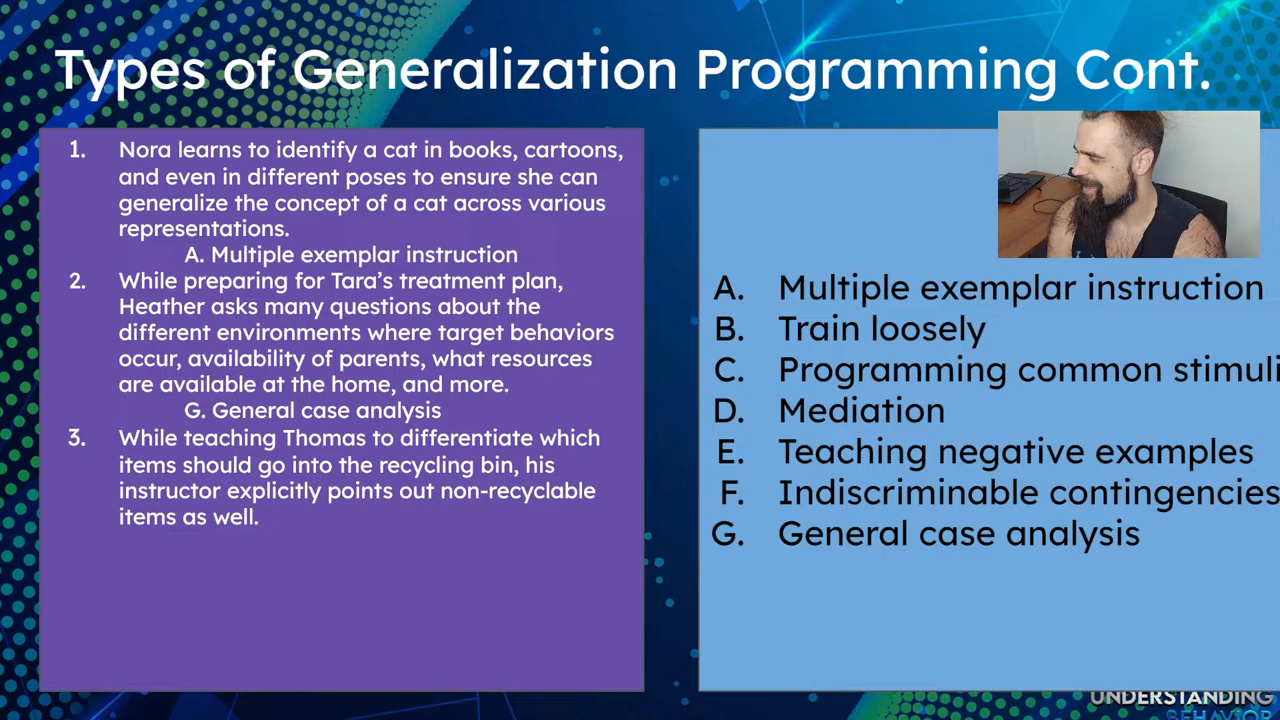 Types of Generalization Programming Cont.
1. Nora learns to identify a cat in books, cartoons,
and even in different poses to ensure she can
generalize the concept of a cat across various
representations.
A. Multiple exemplar instruction
2. While preparing for Tara's treatment plan,
Heather asks many questions about the
different environments where target behaviors
occur, availability of parents, what resources
are available at the home, and more.
G. General case analysis
3. While teaching Thomas to differentiate which
items should go into the recycling bin, his
instructor explicitly points out non-recyclable
items as well.
A. Multiple exemplar instruction
B. Train loosely
C. Programming common stimuli
D. Mediation
E. Teaching negative examples
F. Indiscriminable contingencies
G. General case analysis
UNDERSTANDING
BEHAVIOR